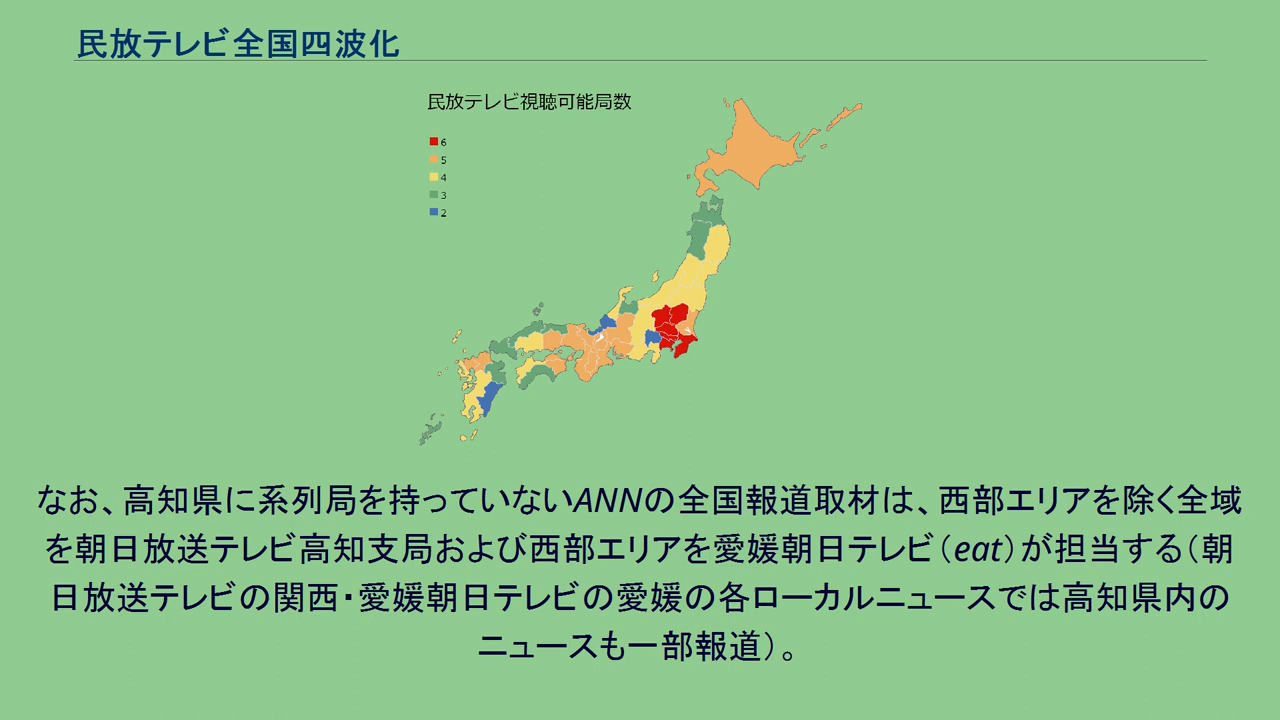 民放テレビ全国四波化
民放テレビ視聴可能局数
6
5
4
3
2
なお、高知県に系列局を持っていないANNの全国報道取材は、西部エリアを除く全域
を朝日放送テレビ高知支局および西部エリアを愛媛朝日テレビ（eat）が担当する（朝
日放送テレビの関西・愛媛朝日テレビの愛媛の各ローカルニュースでは高知県内の
ニュースも一部報道）。